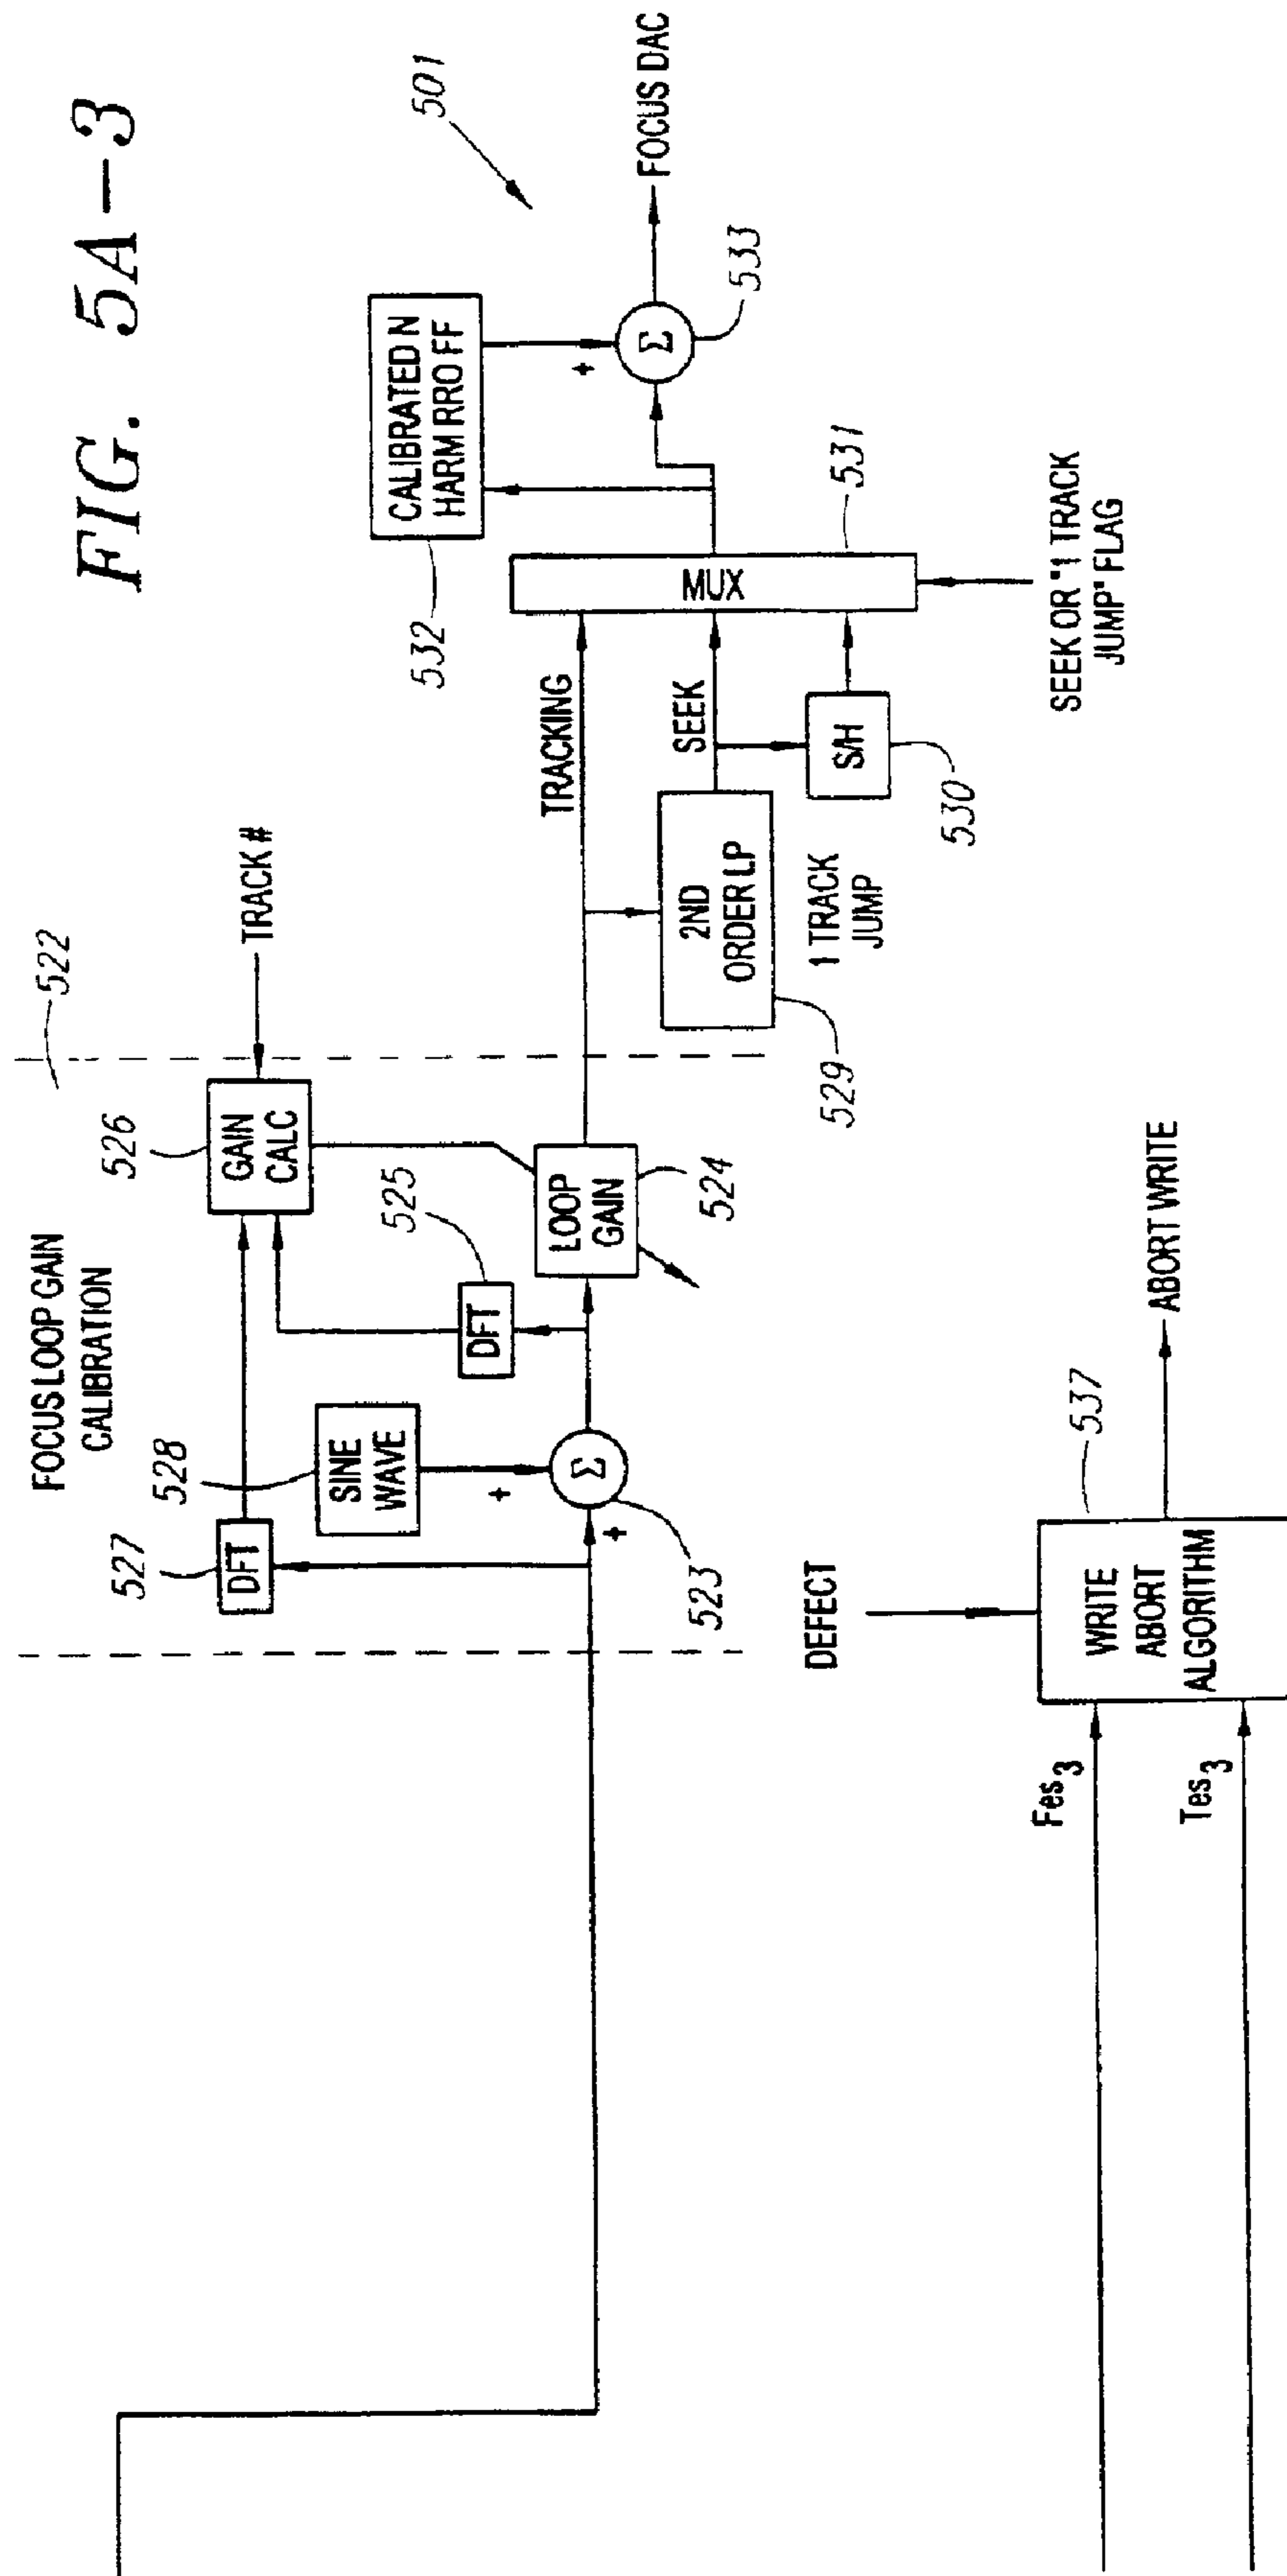 FIG. 5A-3
501
FOCUS DAC
533
Σ
+
CALIBRATED N
HARM RRO FF
532
531
MUX
SEEK OR "1 TRACK
JUMP" FLAG
TRACKING
SEEK
S/H
530
2ND
ORDER LP
529
1 TRACK
JUMP
522
TRACK #
526
GAIN
CALC
525
DFT
LOOP
GAIN
524
FOCUS LOOP GAIN
CALIBRATION
528
SINE
WAVE
+
Σ
+
523
527
DFT
DEFECT
537
WRITE
ABORT
ALGORITHM
ABORT WRITE
Fes3
Tes3